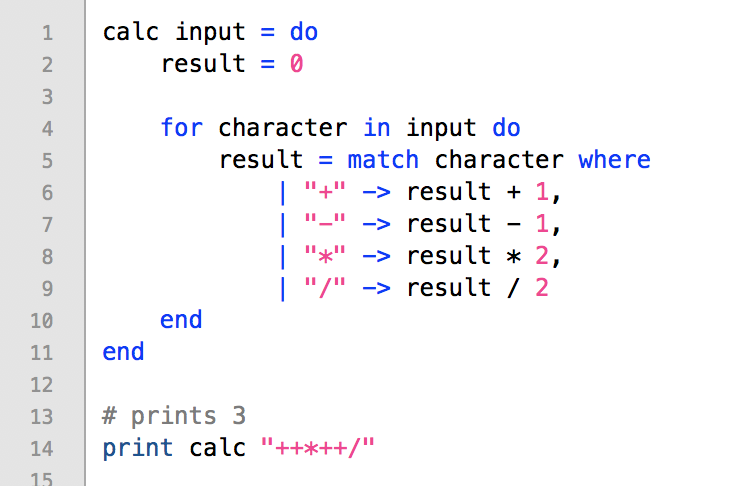 1 calc input = do
2     result = 0
3
4     for character in input do
5         result = match character where
6             | "+" -> result + 1,
7             | "-" -> result - 1,
8             | "*" -> result * 2,
9             | "/" -> result / 2
10     end
11 end
12
13 # prints 3
14 print calc "++*++/"
15